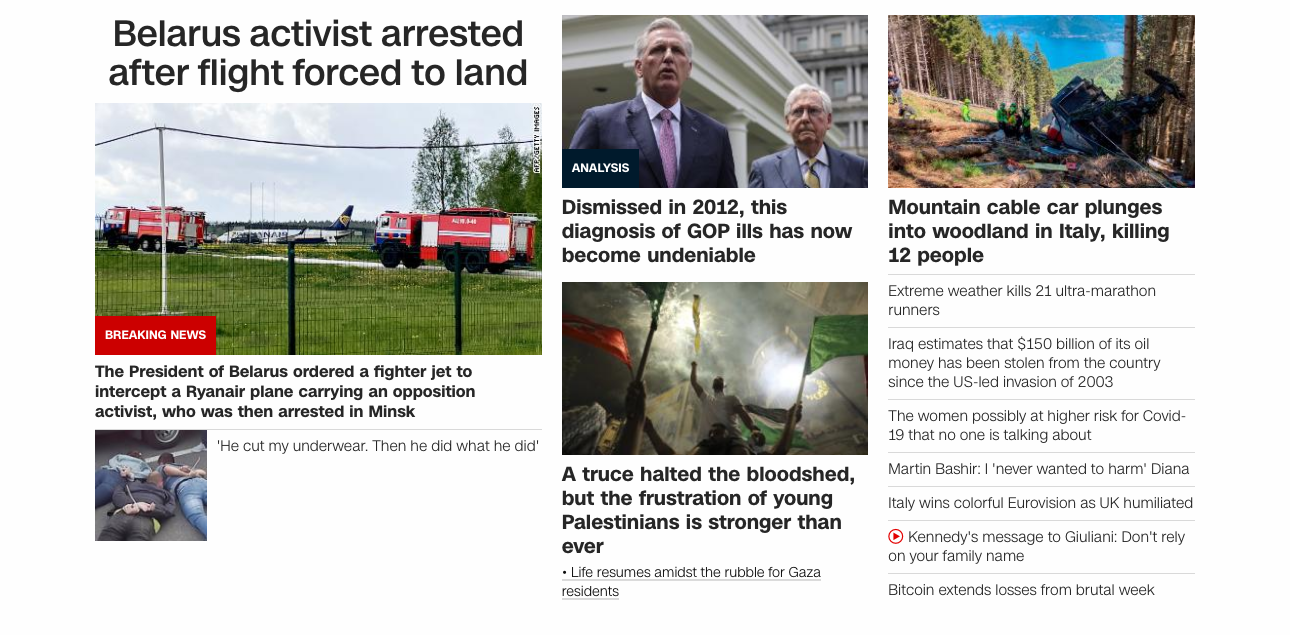 Belarus activist arrested
after flight forced to land
AFP/GETTY IMAGES
BREAKING NEWS
The President of Belarus ordered a fighter jet to
intercept a Ryanair plane carrying an opposition
activist, who was then arrested in Minsk
'He cut my underwear. Then he did what he did'
ANALYSIS
Dismissed in 2012, this
diagnosis of GOP ills has now
become undeniable
A truce halted the bloodshed,
but the frustration of young
Palestinians is stronger than
ever
• Life resumes amidst the rubble for Gaza
residents
Mountain cable car plunges
into woodland in Italy, killing
12 people
Extreme weather kills 21 ultra-marathon
runners
Iraq estimates that $150 billion of its oil
money has been stolen from the country
since the US-led invasion of 2003
The women possibly at higher risk for Covid-
19 that no one is talking about
Martin Bashir: I 'never wanted to harm' Diana
Italy wins colorful Eurovision as UK humiliated
Kennedy's message to Giuliani: Don't rely
on your family name
Bitcoin extends losses from brutal week